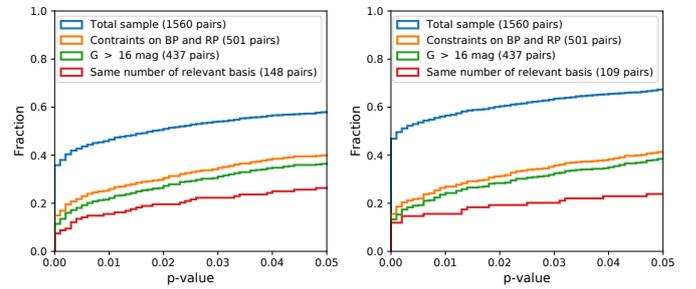 1.0
0.8
0.6
0.4
0.2
0.0
Fraction
Total sample (1560 pairs)
Contraints on BP and RP (501 pairs)
G > 16 mag (437 pairs)
Same number of relevant basis (148 pairs)
0.00 0.01 0.02 0.03 0.04 0.05
p-value
1.0
0.8
0.6
0.4
0.2
0.0
Fraction
Total sample (1560 pairs)
Constraints on BP and RP (501 pairs)
G > 16 mag (437 pairs)
Same number of relevant basis (109 pairs)
0.00 0.01 0.02 0.03 0.04 0.05
p-value